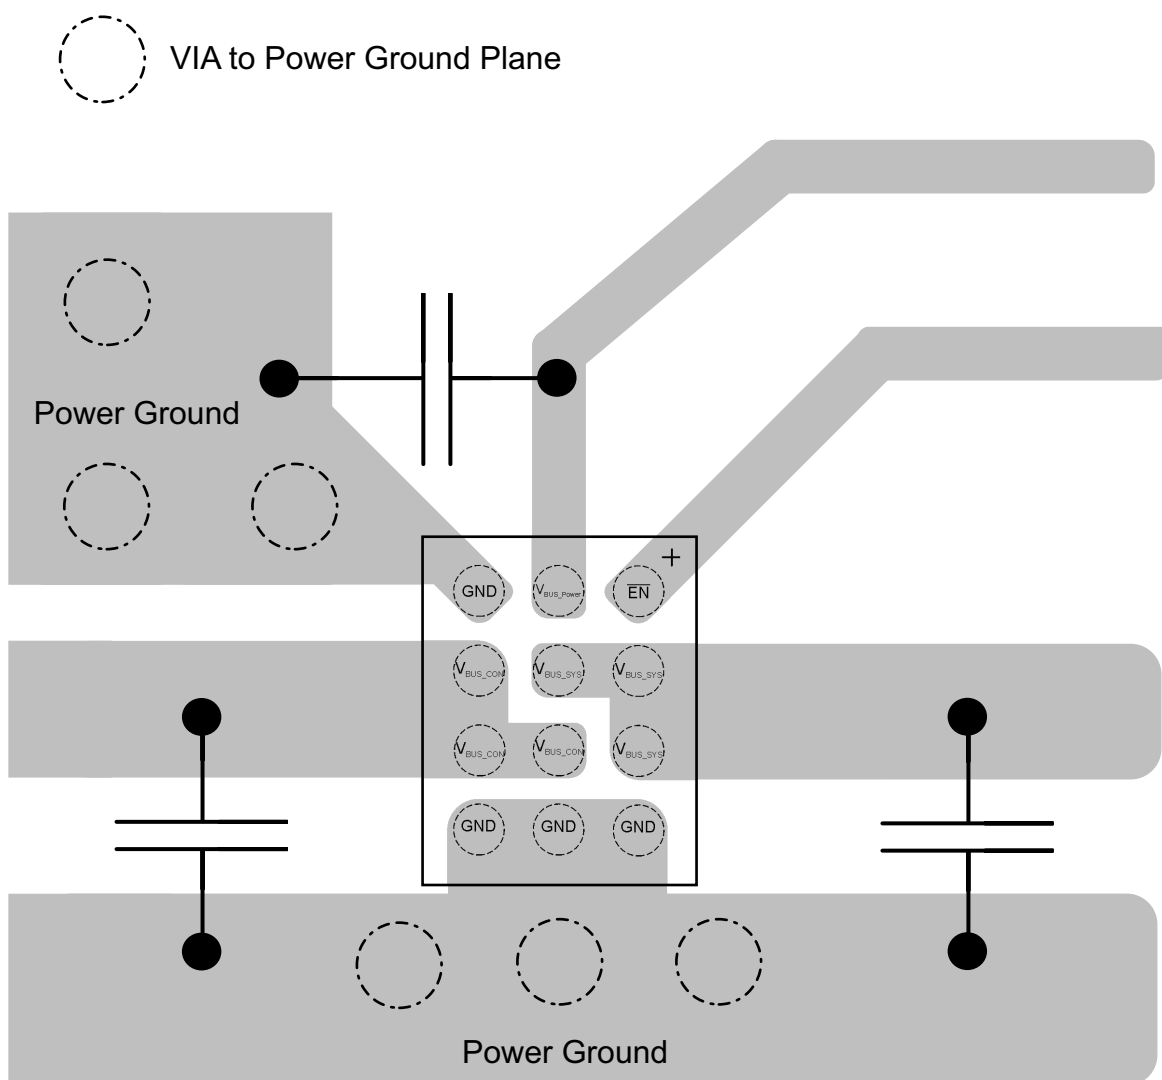 VIA to Power Ground Plane
Power Ground
GND VBUS_Power EN
+
VBUS_CON VBUS_SYS VBUS_SYS
VBUS_CON VBUS_CON VBUS_SYS
GND GND GND
Power Ground